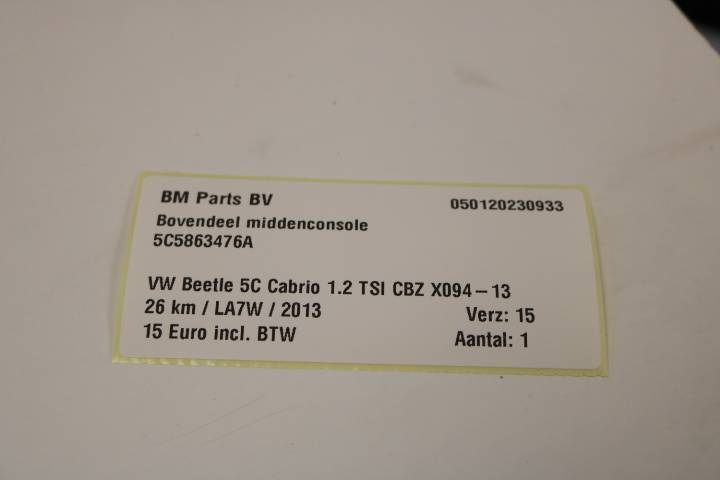 BM Parts BV 050120230933
Bovendeel middenconsole
5C5863476A
VW Beetle 5C Cabrio 1.2 TSI CBZ X094-13
26 km / LA7W / 2013 Verz: 15
15 Euro incl. BTW Aantal: 1